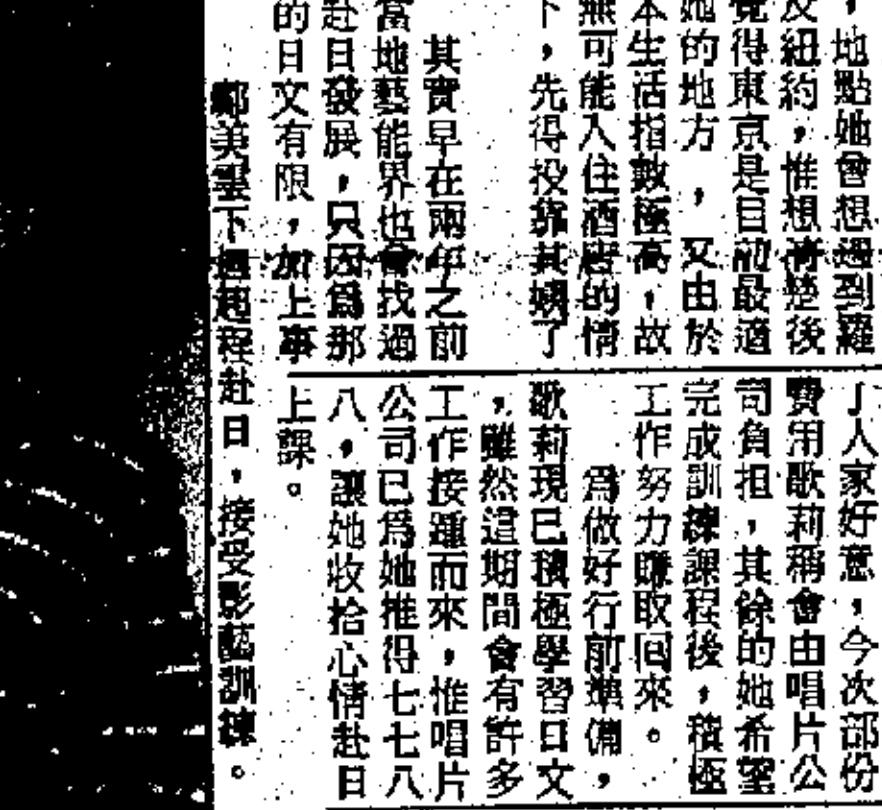 ，地點她會想過到羅
及紐約，惟想清楚後
覺得東京是目前最適
她的地方，又由於
本生活指數極高，故
無可能入住酒店的情
下，先得投靠其姨了
其實早在兩年之前
當地藝能界也會找過
赴日發展，只因爲那
的日文有限，加上事
了人家好意，今次部份
費用歌莉稱會由唱片公
司負担，其餘的她希望
完成訓練課程後，積極
工作努力賺取回來。
爲做好行前準備，
歌莉現已積極學習日文
，雖然這期間會有許多
工作接踵而來，惟唱片
公司已爲她推得七七八
八，讓她收拾心情赴日
上課。
鄺美雲下週起程赴日，接受影藝訓練。